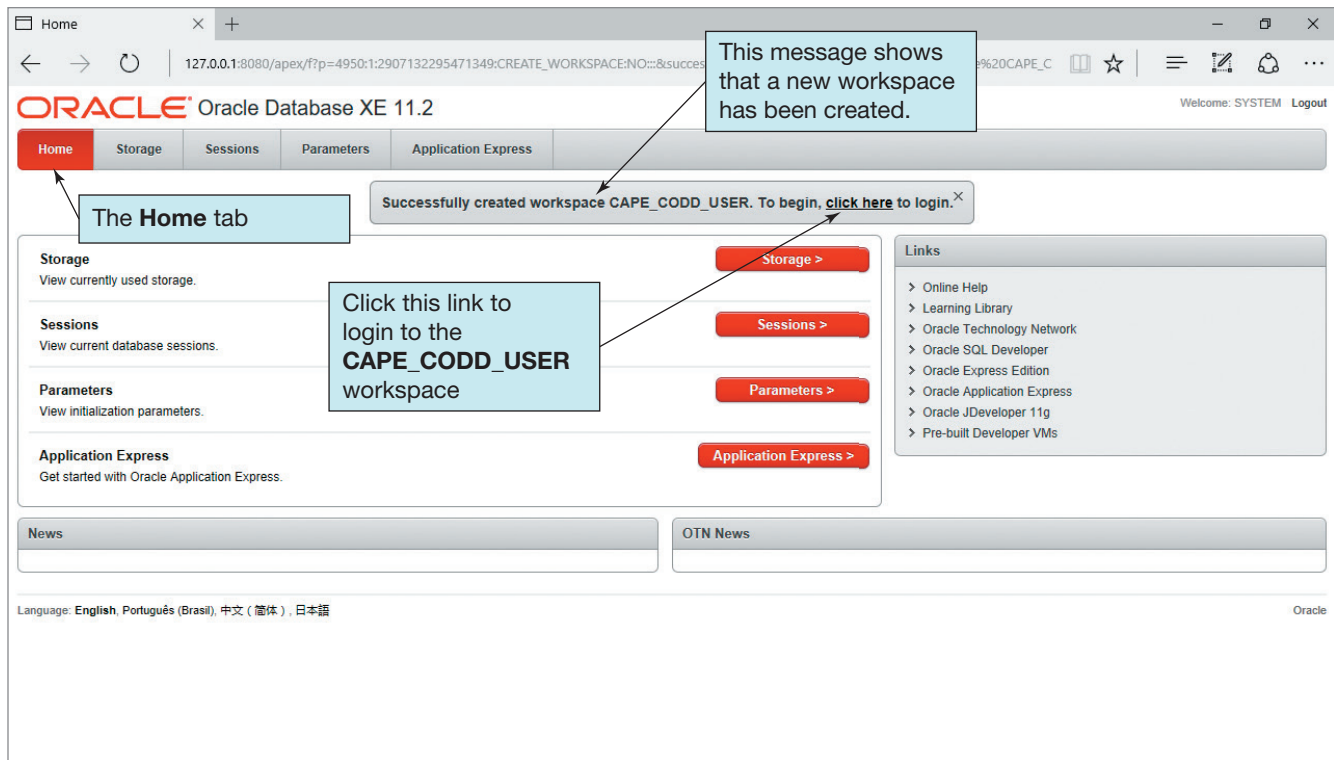 Home
127.0.0.1:8080/apex/f?p=4950:1:2907132295471349:CREATE_WORKSPACE:NO:::&succes
e%20CAPE_C
This message shows
that a new workspace
has been created.
ORACLE Oracle Database XE 11.2
Welcome: SYSTEM Logout
Home Storage Sessions Parameters Application Express
The Home tab
Successfully created workspace CAPE_CODD_USER. To begin, click here to login.
Storage
View currently used storage.
Storage >
Click this link to
login to the
CAPE_CODD_USER
workspace
Sessions
View current database sessions.
Sessions >
Parameters
View initialization parameters.
Parameters >
Application Express
Get started with Oracle Application Express.
Application Express >
Links
> Online Help
> Learning Library
> Oracle Technology Network
> Oracle SQL Developer
> Oracle Express Edition
> Oracle Application Express
> Oracle JDeveloper 11g
> Pre-built Developer VMs
News
OTN News
Language: English, Português (Brasil), 中文 ( 简体 ) , 日本語
Oracle